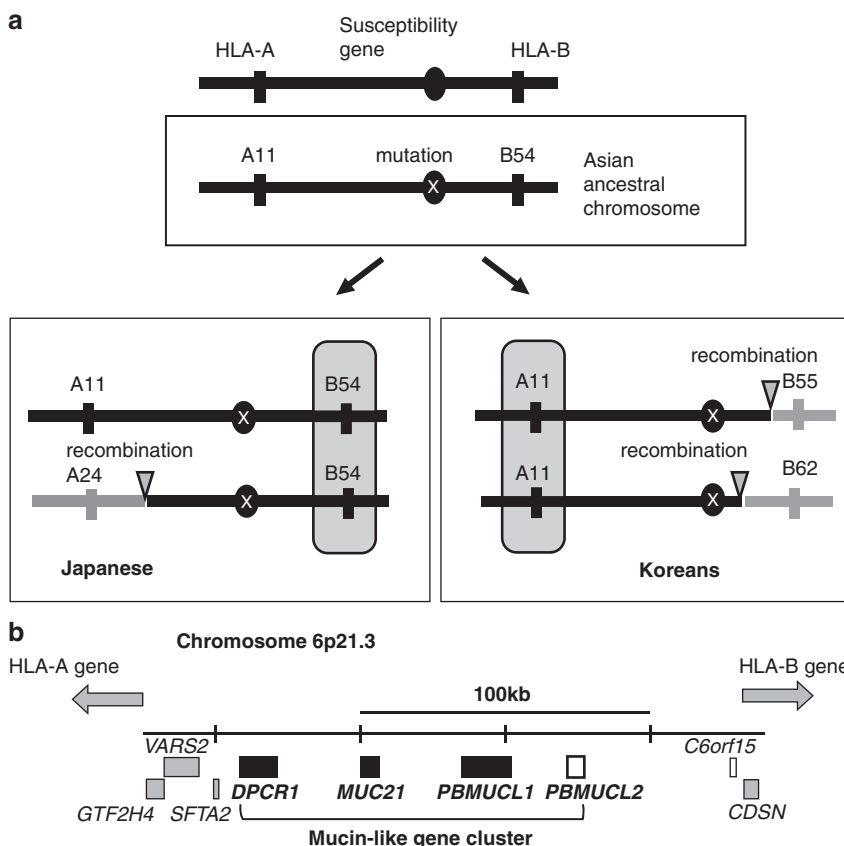 a
Susceptibility
gene
HLA-A
HLA-B
A11
mutation
B54
X
Asian
ancestral
chromosome
A11
B54
X
recombination
A24
B54
X
Japanese
recombination
A11
B55
X
recombination
A11
B62
X
Koreans
b
Chromosome 6p21.3
HLA-A gene
HLA-B gene
100kb
VARS2
C6orf15
GTF2H4
SFTA2
DPCR1
MUC21
PBMUCL1
PBMUCL2
CDSN
Mucin-like gene cluster